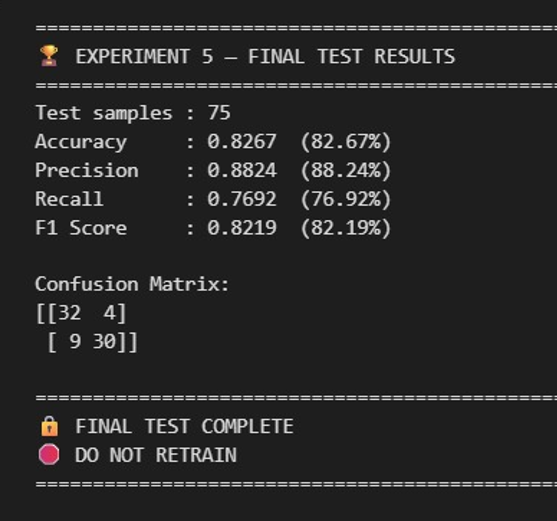 ==============================================
🏆 EXPERIMENT 5 — FINAL TEST RESULTS
==============================================
Test samples : 75
Accuracy     : 0.8267  (82.67%)
Precision    : 0.8824  (88.24%)
Recall       : 0.7692  (76.92%)
F1 Score     : 0.8219  (82.19%)
Confusion Matrix:
[[32  4]
 [ 9 30]]
==============================================
🔒 FINAL TEST COMPLETE
🛑 DO NOT RETRAIN
==============================================